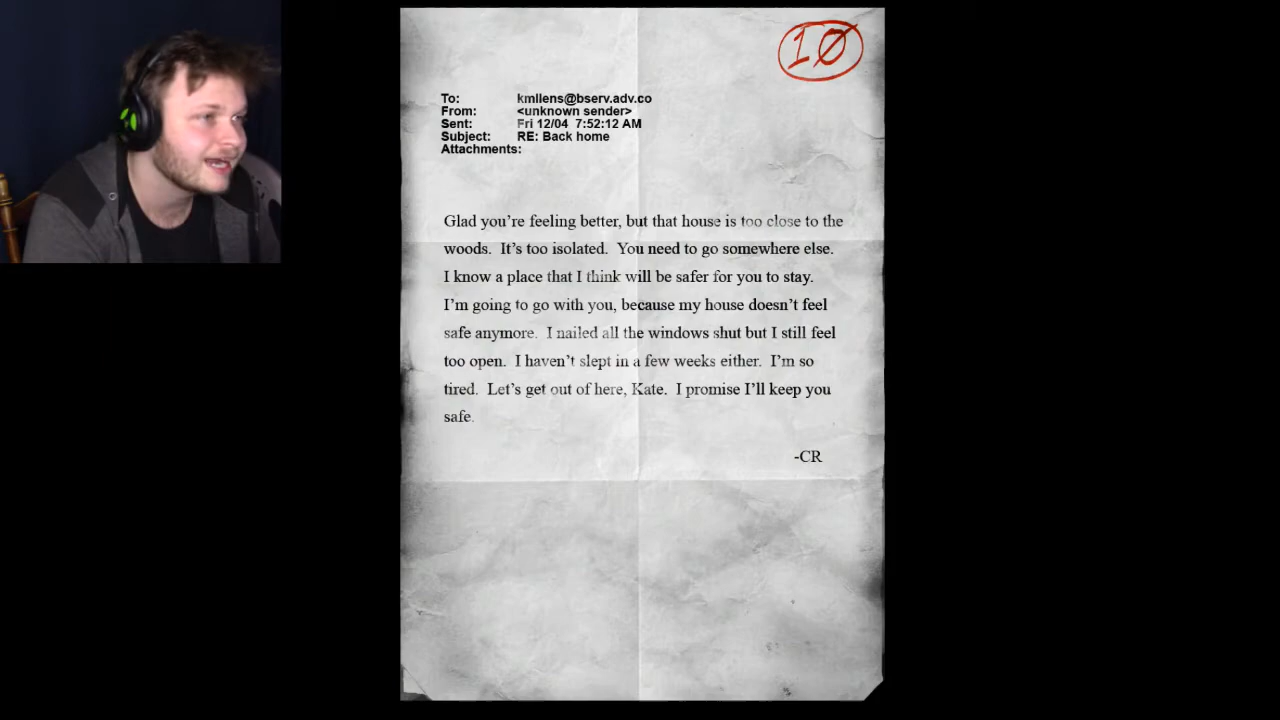 10
To: kmllens@bserv.adv.co
From: <unknown sender>
Sent: Fri 12/04 7:52:12 AM
Subject: RE: Back home
Attachments:
Glad you're feeling better, but that house is too close to the
woods. It's too isolated. You need to go somewhere else.
I know a place that I think will be safer for you to stay.
I'm going to go with you, because my house doesn't feel
safe anymore. I nailed all the windows shut but I still feel
too open. I haven't slept in a few weeks either. I'm so
tired. Let's get out of here, Kate. I promise I'll keep you
safe.
-CR